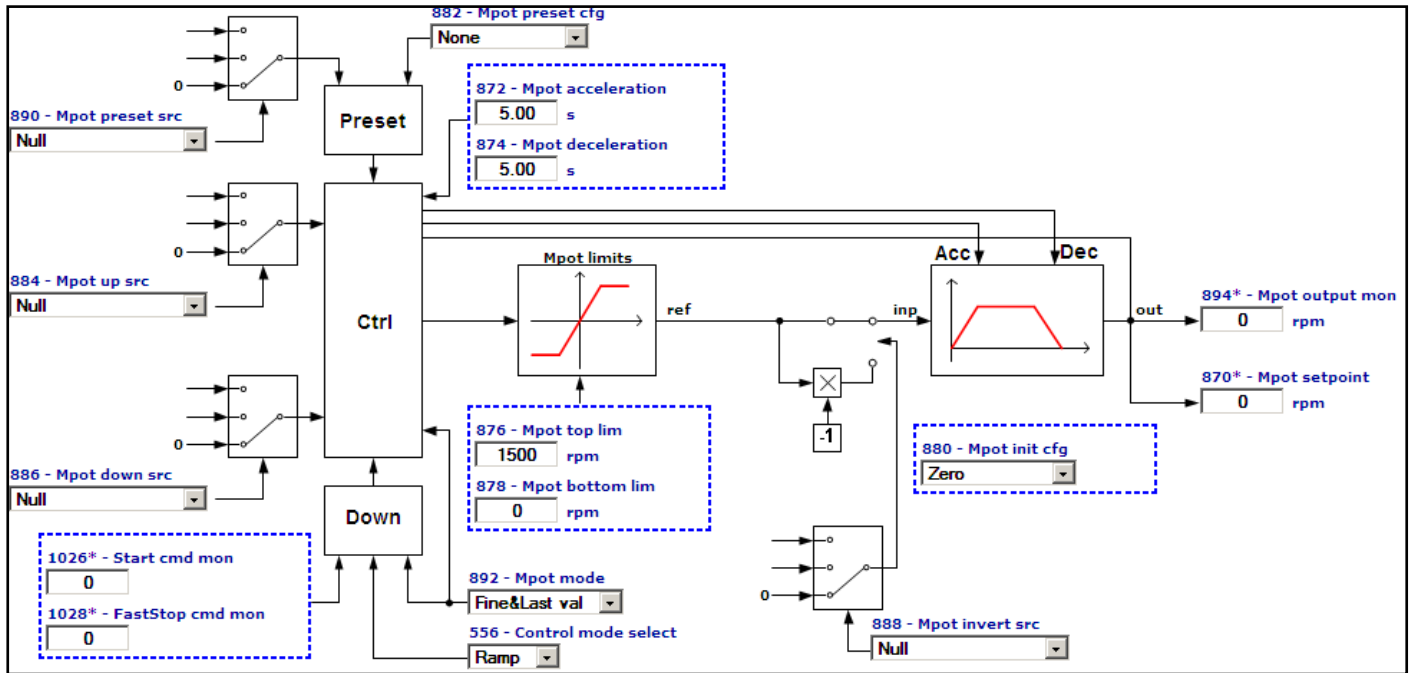 882 - Mpot preset cfg
None
0
890 - Mpot preset src
Null
Preset
872 - Mpot acceleration
5.00 s
874 - Mpot deceleration
5.00 s
0
884 - Mpot up src
Null
Ctrl
Mpot limits
ref
inp
Acc
Dec
out
894* - Mpot output mon
0 rpm
870* - Mpot setpoint
0 rpm
-1
0
886 - Mpot down src
Null
876 - Mpot top lim
1500 rpm
878 - Mpot bottom lim
0 rpm
880 - Mpot init cfg
Zero
Down
1026* - Start cmd mon
0
1028* - FastStop cmd mon
0
892 - Mpot mode
Fine&Last val
556 - Control mode select
Ramp
0
888 - Mpot invert src
Null